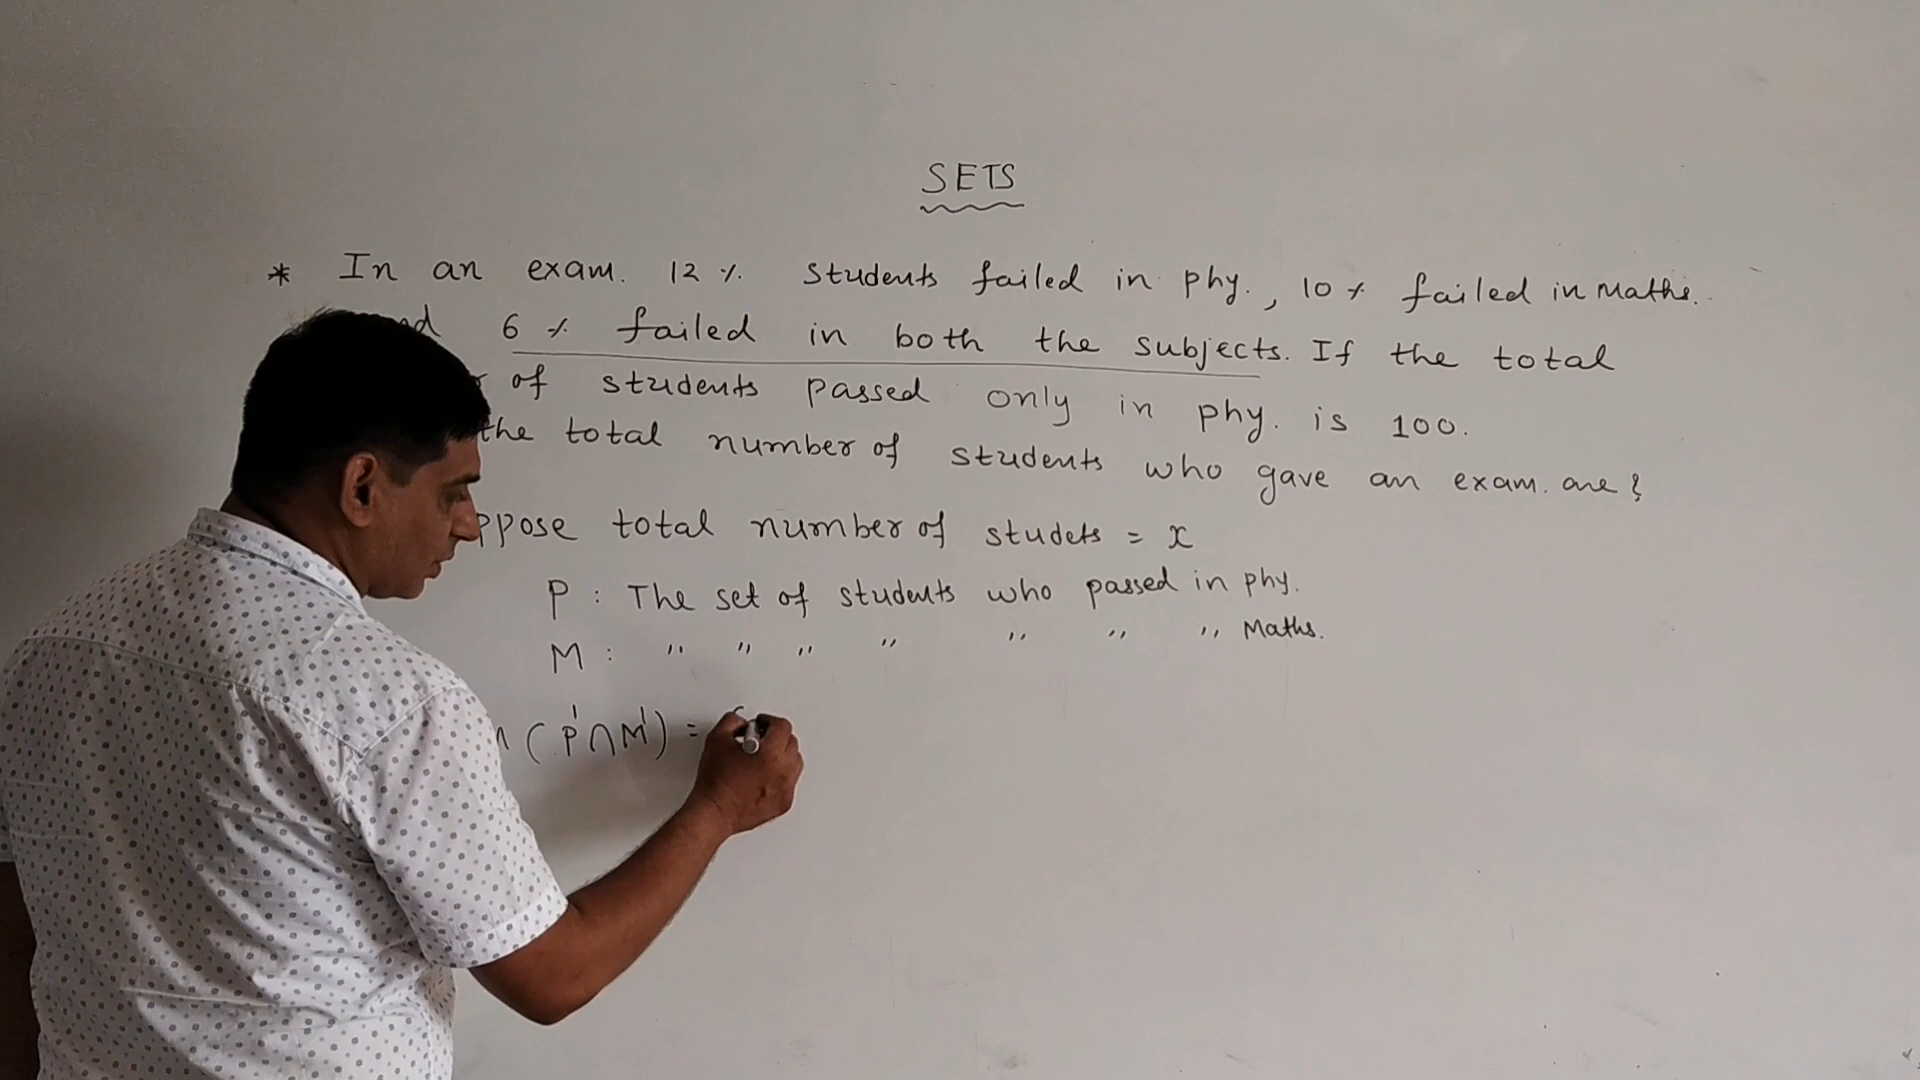 SETS
* In an exam. 12 %. students failed in phy., 10 % failed in Maths.
6 % failed in both the subjects. If the total
of students passed only in phy. is 100.
the total number of students who gave an exam. are ?
total number of studets = x
P : The set of students who passed in phy.
M : " " " " " " " Maths.
(P'∩M') =